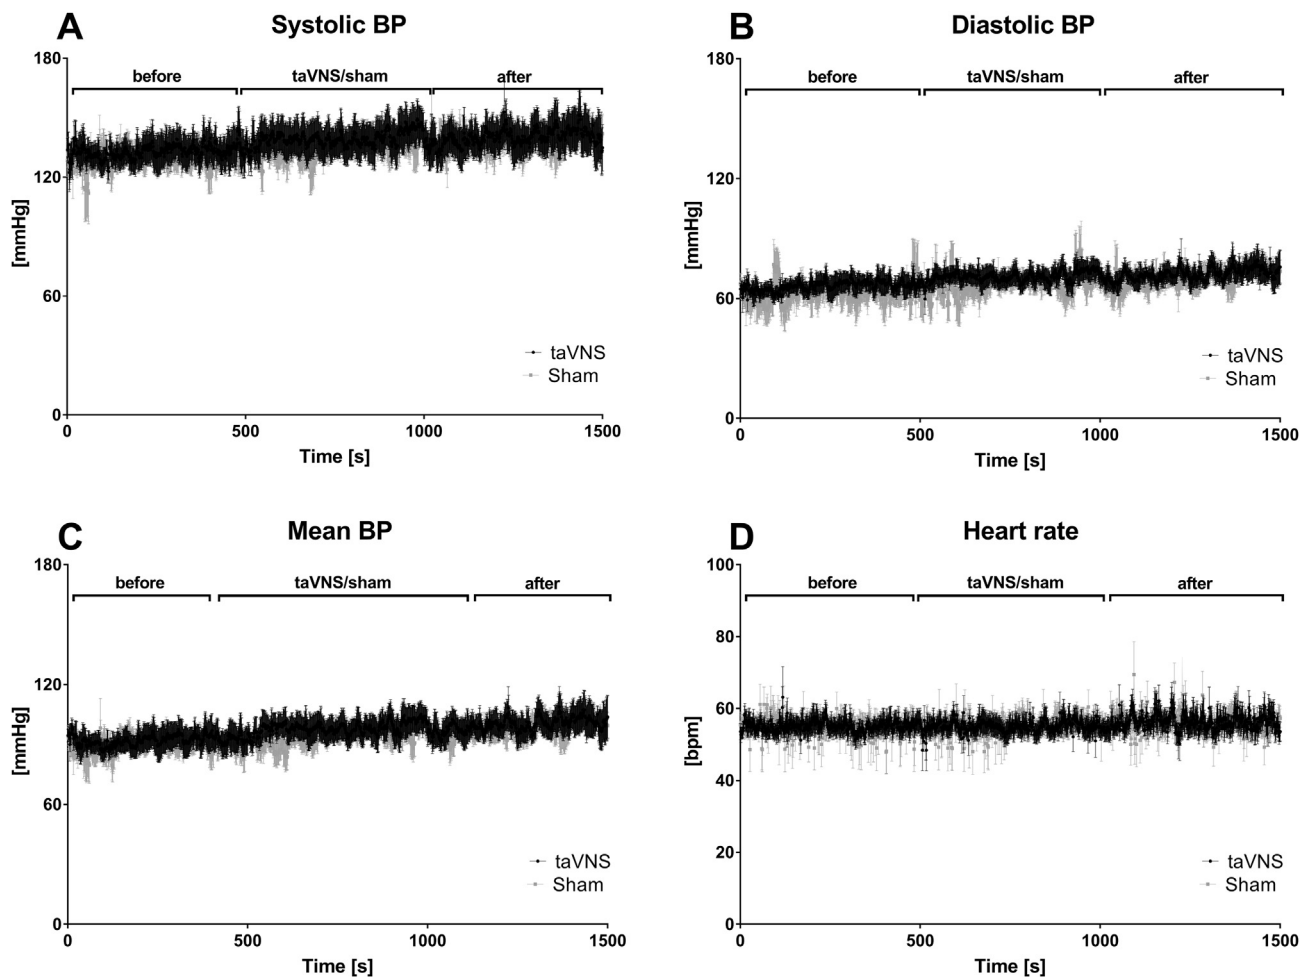 A
Systolic BP
180
120
60
0
[mmHg]
before
taVNS/sham
after
taVNS
Sham
0
500
1000
1500
Time [s]
B
Diastolic BP
180
120
60
0
[mmHg]
before
taVNS/sham
after
taVNS
Sham
0
500
1000
1500
Time [s]
C
Mean BP
180
120
60
0
[mmHg]
before
taVNS/sham
after
taVNS
Sham
0
500
1000
1500
Time [s]
D
Heart rate
100
80
60
40
20
0
[bpm]
before
taVNS/sham
after
taVNS
Sham
0
500
1000
1500
Time [s]